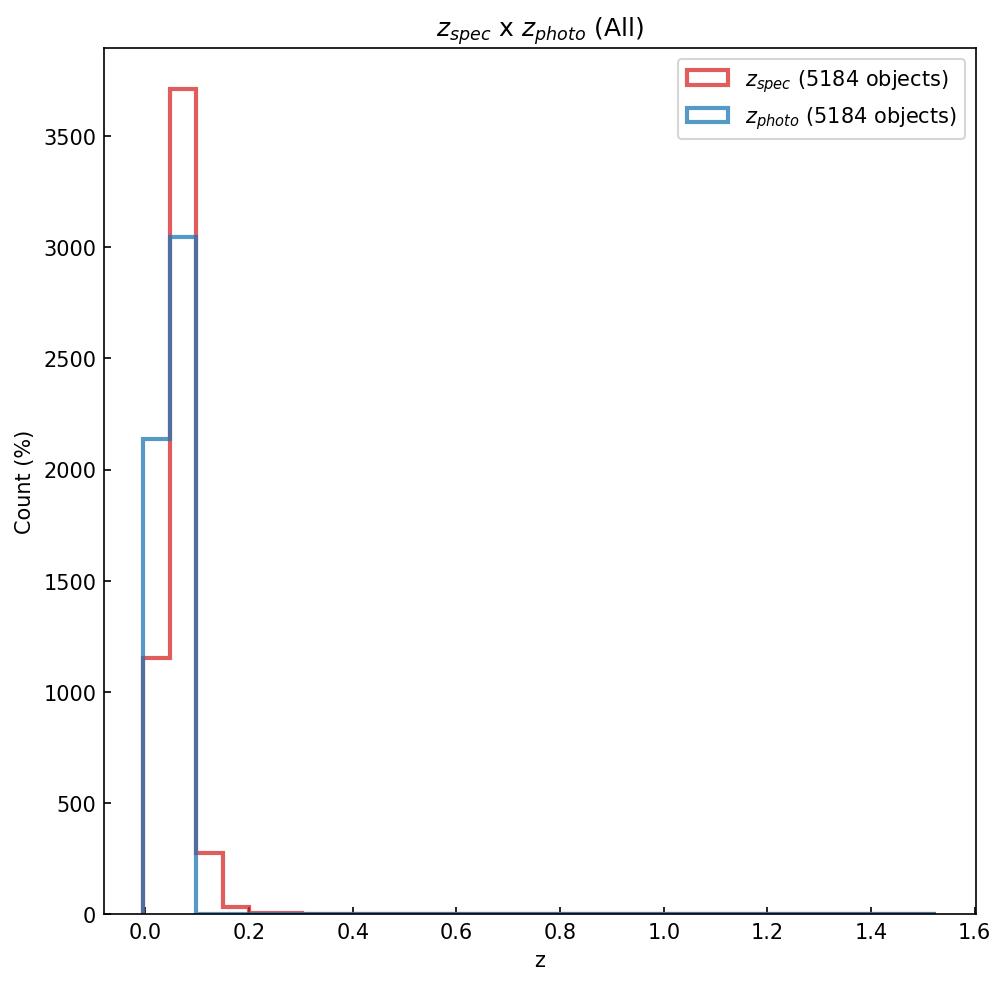 z_spec x z_photo (All)
z_spec (5184 objects)
z_photo (5184 objects)
Count (%)
3500
3000
2500
2000
1500
1000
500
0
0.0 0.2 0.4 0.6 0.8 1.0 1.2 1.4 1.6
z